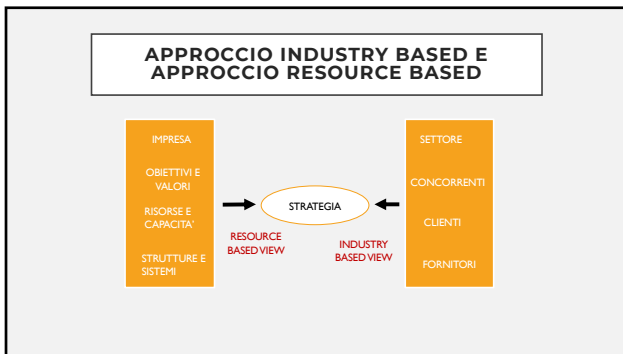 APPROCCIO INDUSTRY BASED E
APPROCCIO RESOURCE BASED
IMPRESA
OBIETTIVI E
VALORI
RISORSE E
CAPACITA'
STRUTTURE E
SISTEMI
RESOURCE
BASED VIEW
STRATEGIA
INDUSTRY
BASED VIEW
SETTORE
CONCORRENTI
CLIENTI
FORNITORI